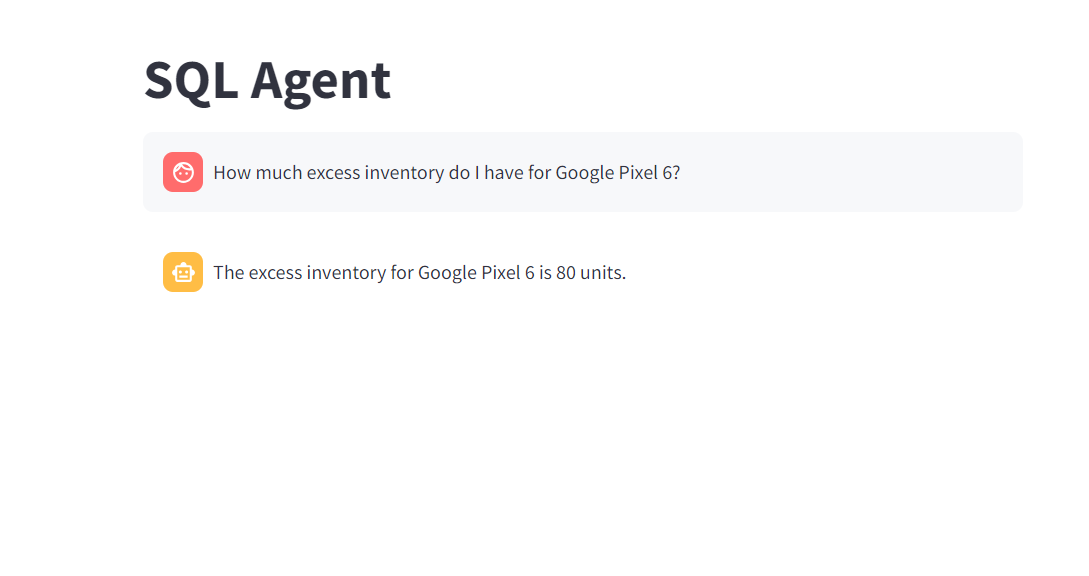 SQL Agent
How much excess inventory do I have for Google Pixel 6?
The excess inventory for Google Pixel 6 is 80 units.